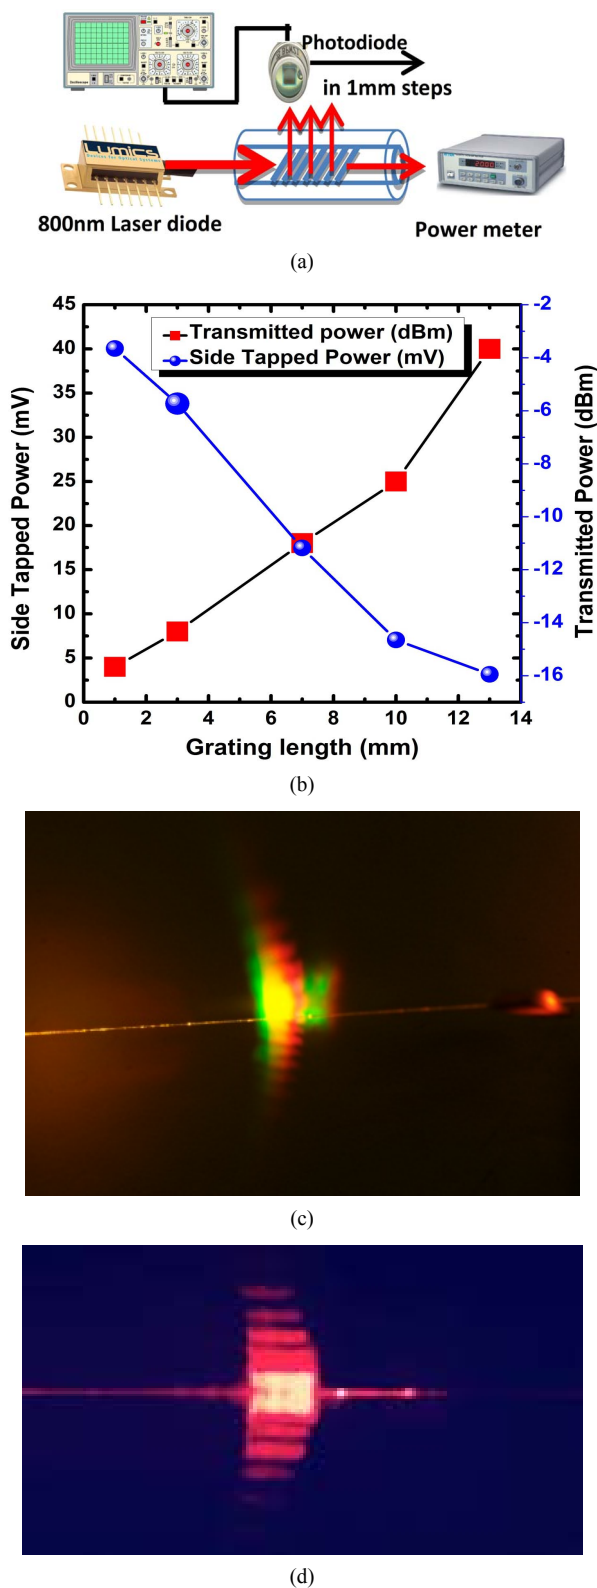 Photodiode
in 1mm steps
Lumics
800nm Laser diode
Power meter
(a)
45
40
35
30
25
20
15
10
5
0
Side Tapped Power (mV)
Transmitted power (dBm)
Side Tapped Power (mV)
-2
-4
-6
-8
-10
-12
-14
-16
Transmitted Power (dBm)
0 2 4 6 8 10 12 14
Grating length (mm)
(b)
(c)
(d)